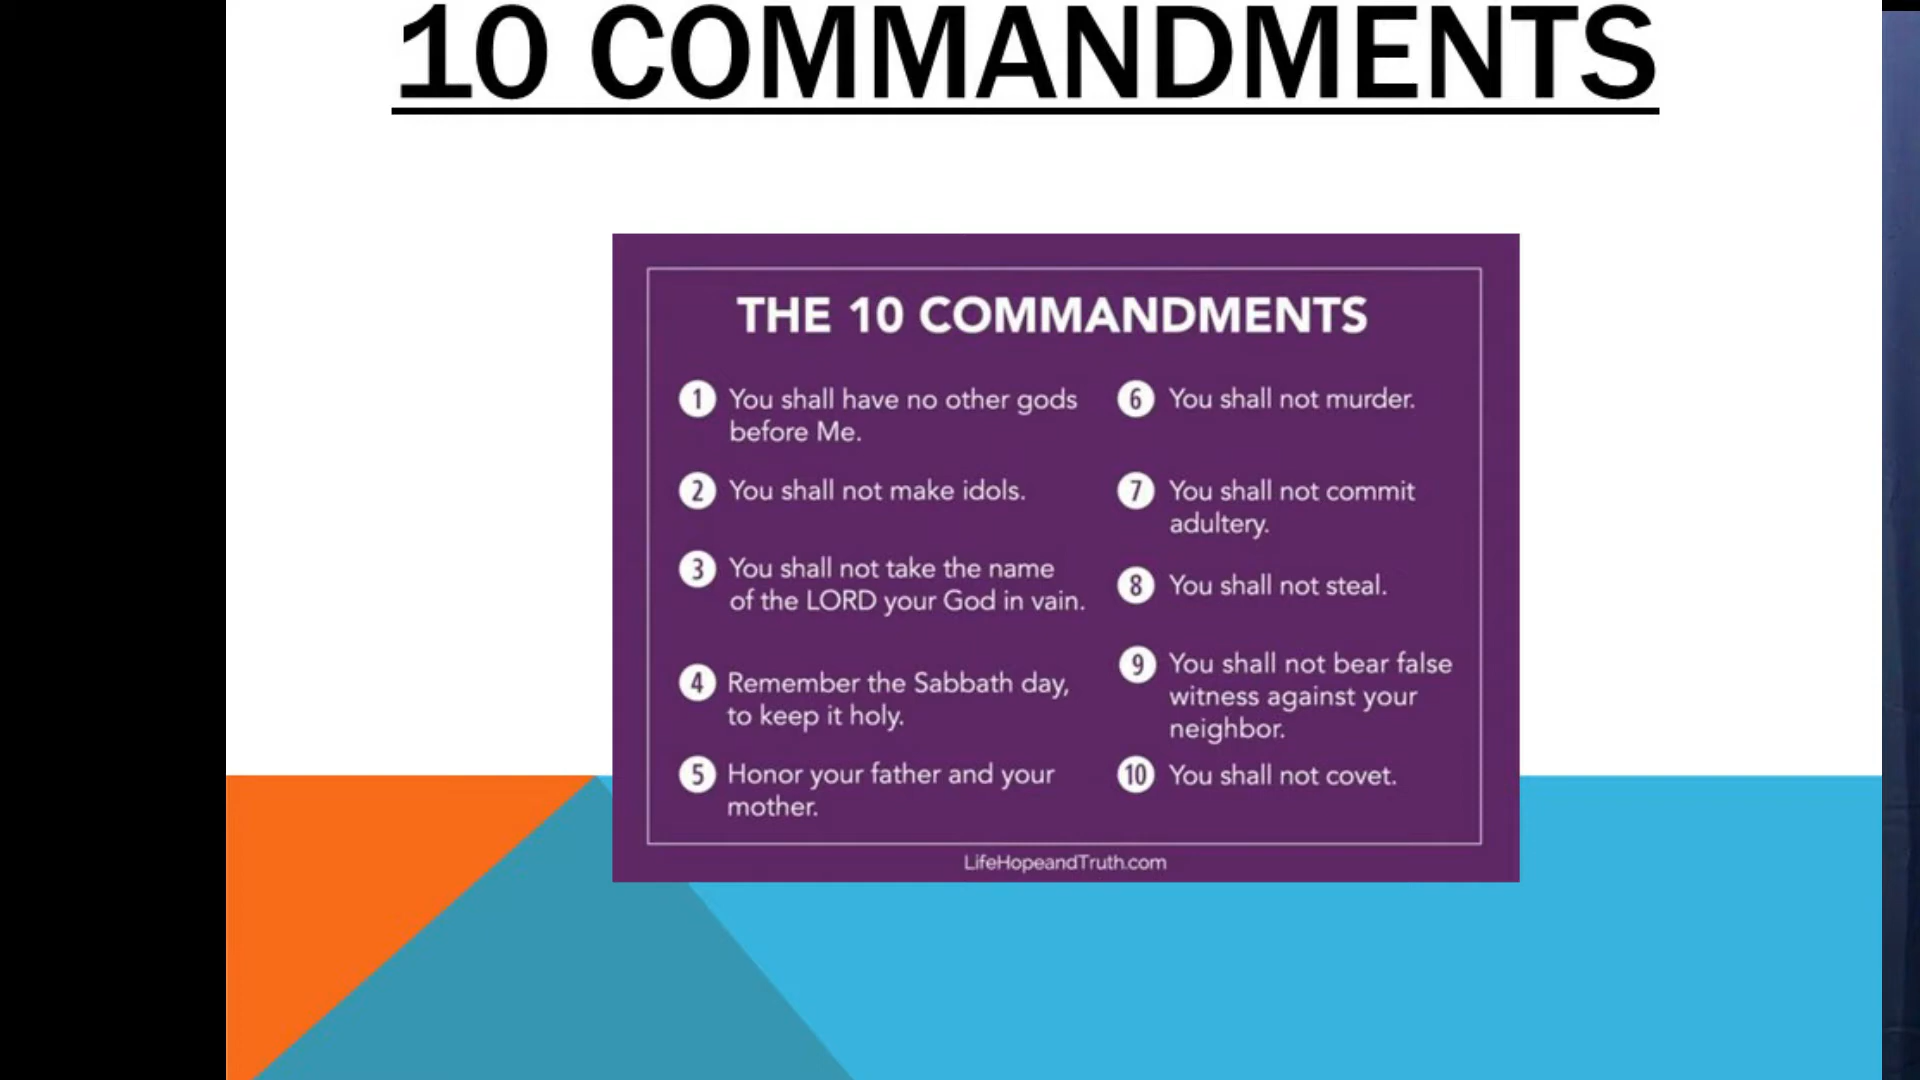 10 COMMANDMENTS
THE 10 COMMANDMENTS
1 You shall have no other gods
before Me.
2 You shall not make idols.
3 You shall not take the name
of the LORD your God in vain.
4 Remember the Sabbath day,
to keep it holy.
5 Honor your father and your
mother.
6 You shall not murder.
7 You shall not commit
adultery.
8 You shall not steal.
9 You shall not bear false
witness against your
neighbor.
10 You shall not covet.
LifeHopeandTruth.com